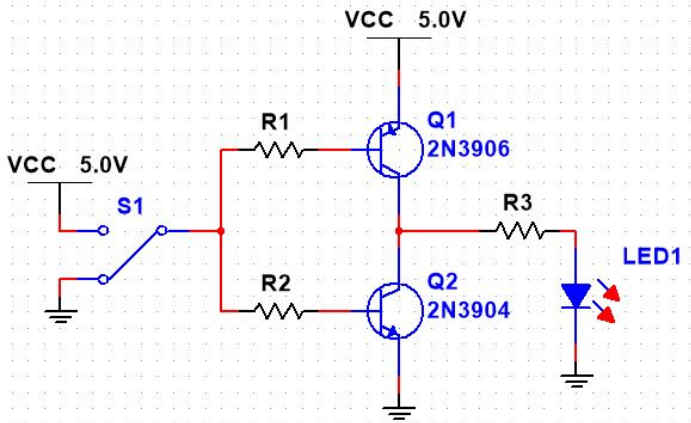 VCC 5.0V
R1
Q1
2N3906
VCC 5.0V
S1
R3
LED1
R2
Q2
2N3904